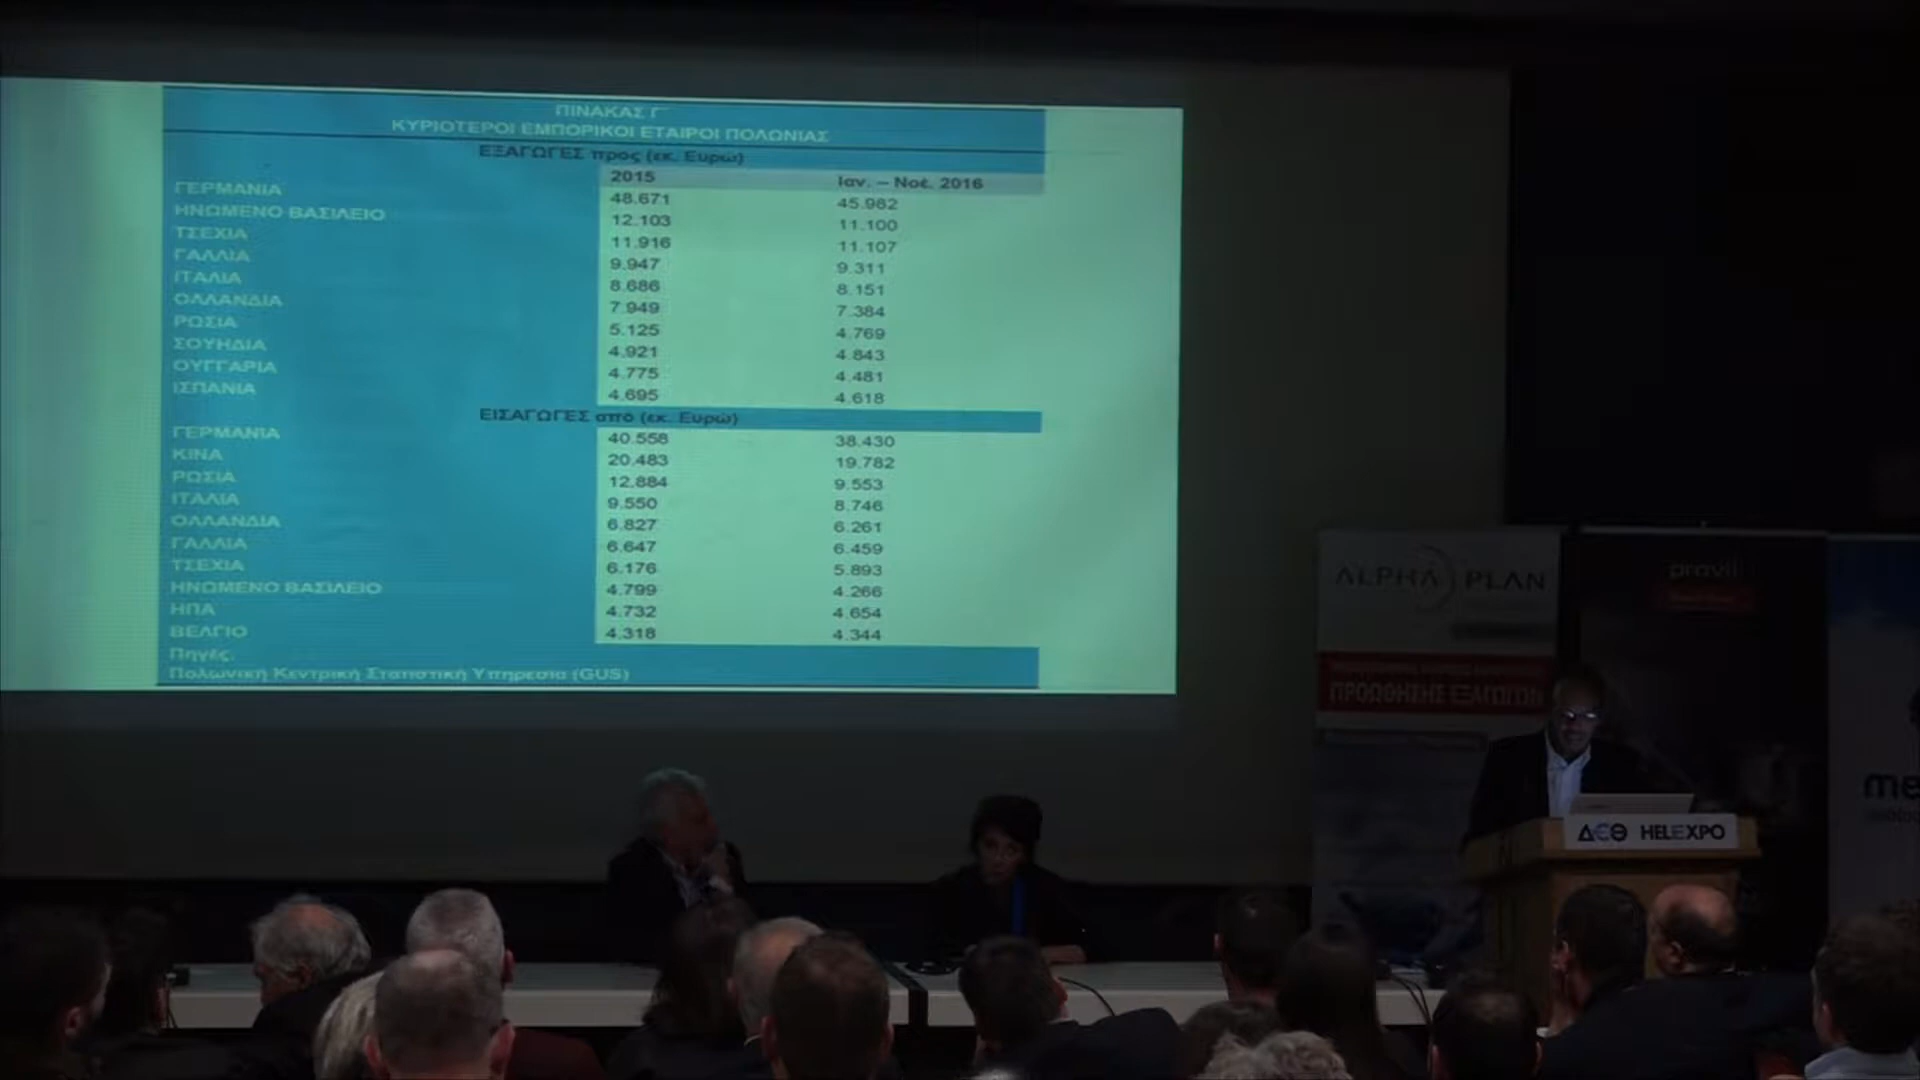 ΠΙΝΑΚΑΣ Γ΄
ΚΥΡΙΟΤΕΡΟΙ ΕΜΠΟΡΙΚΟΙ ΕΤΑΙΡΟΙ ΠΟΛΩΝΙΑΣ
ΕΞΑΓΩΓΕΣ προς (εκ. Ευρώ)
2015 Ιαν. – Νοέ. 2016
ΓΕΡΜΑΝΙΑ 48.671 45.982
ΗΝΩΜΕΝΟ ΒΑΣΙΛΕΙΟ 12.103 11.100
ΤΣΕΧΙΑ 11.916 11.107
ΓΑΛΛΙΑ 9.947 9.311
ΙΤΑΛΙΑ 8.686 8.151
ΟΛΛΑΝΔΙΑ 7.949 7.384
ΡΩΣΙΑ 5.125 4.769
ΣΟΥΗΔΙΑ 4.921 4.843
ΟΥΓΓΑΡΙΑ 4.775 4.481
ΙΣΠΑΝΙΑ 4.695 4.618
ΕΙΣΑΓΩΓΕΣ από (εκ. Ευρώ)
ΓΕΡΜΑΝΙΑ 40.558 38.430
ΚΙΝΑ 20.483 19.782
ΡΩΣΙΑ 12.884 9.553
ΙΤΑΛΙΑ 9.550 8.746
ΟΛΛΑΝΔΙΑ 6.827 6.261
ΓΑΛΛΙΑ 6.647 6.459
ΤΣΕΧΙΑ 6.176 5.893
ΗΝΩΜΕΝΟ ΒΑΣΙΛΕΙΟ 4.799 4.266
ΗΠΑ 4.732 4.654
ΒΕΛΓΙΟ 4.318 4.344
Πηγές:
Πολωνική Κεντρική Στατιστική Υπηρεσία (GUS)
ALPHA PLAN
ΠΡΟΩΘΗΣΗΣ ΕΞΑΓΩΓΩΝ
pravil
me
ΔΕΘ HELEXPO